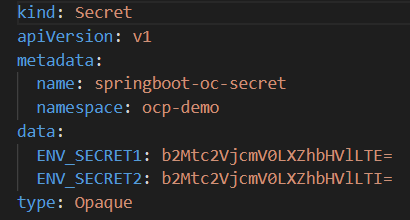 kind: Secret
apiVersion: v1
metadata:
  name: springboot-oc-secret
  namespace: ocp-demo
data:
  ENV_SECRET1: b2Mtc2VjcmV0LXZhbHVlLTE=
  ENV_SECRET2: b2Mtc2VjcmV0LXZhbHVlLTI=
type: Opaque